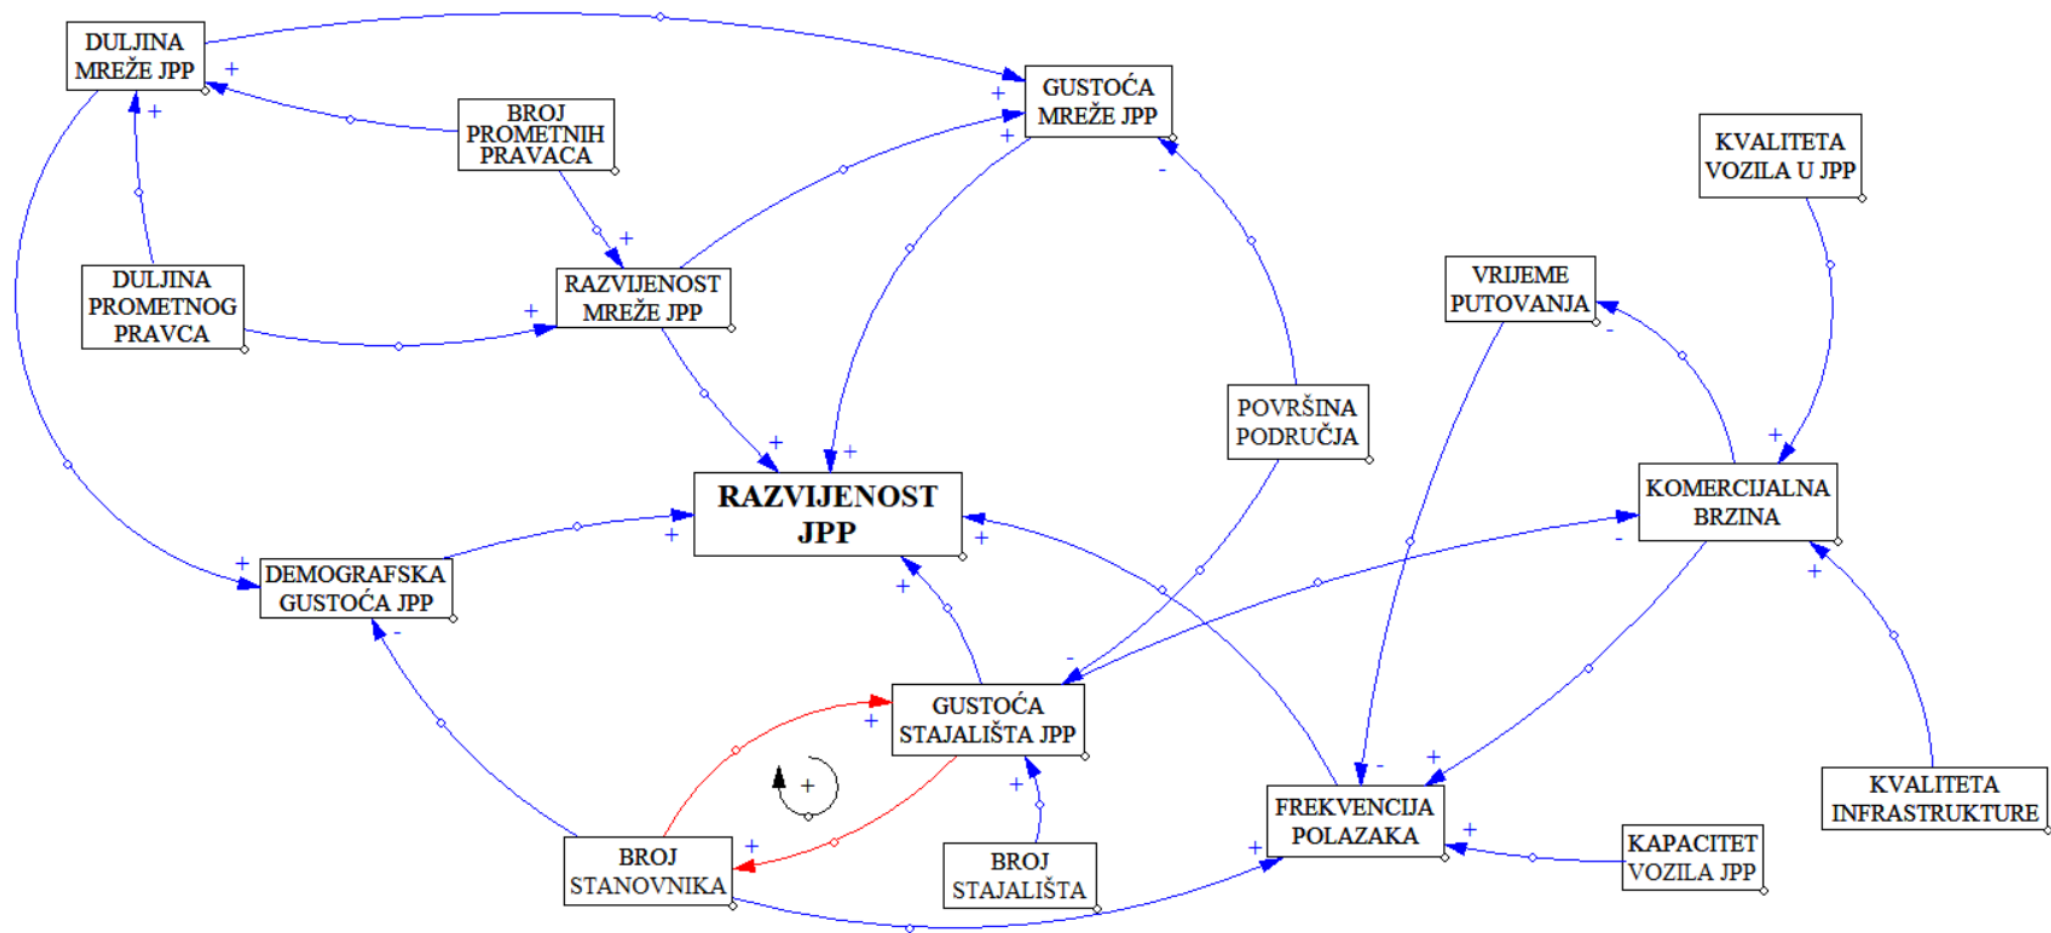 DULJINA
MREŽE JPP
+
+
BROJ
PROMETNIH
PRAVACA
GUSTOĆA
MREŽE JPP
+
+
-
KVALITETA
VOZILA U JPP
DULJINA
PROMETNOG
PRAVCA
+
+
RAZVIJENOST
MREŽE JPP
VRIJEME
PUTOVANJA
-
POVRŠINA
PODRUČJA
+
+
RAZVIJENOST
JPP
+
+
+
+
KOMERCIJALNA
BRZINA
-
+
+
DEMOGRAFSKA
GUSTOĆA JPP
-
-
GUSTOĆA
STAJALIŠTA JPP
+
+
+
BROJ
STANOVNIKA
+
BROJ
STAJALIŠTA
-
+
FREKVENCIJA
POLAZAKA
+
+
KAPACITET
VOZILA JPP
KVALITETA
INFRASTRUKTURE